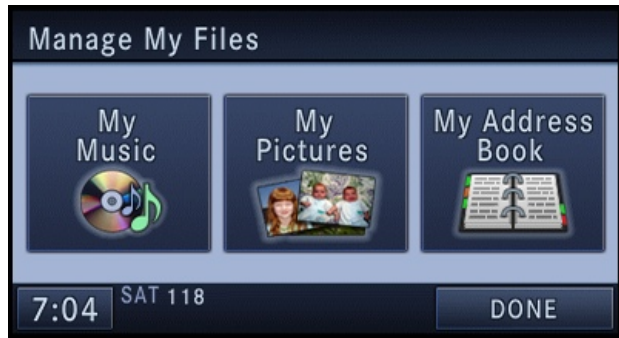 Manage My Files
My
Music
My
Pictures
My Address
Book
7:04
SAT 118
DONE